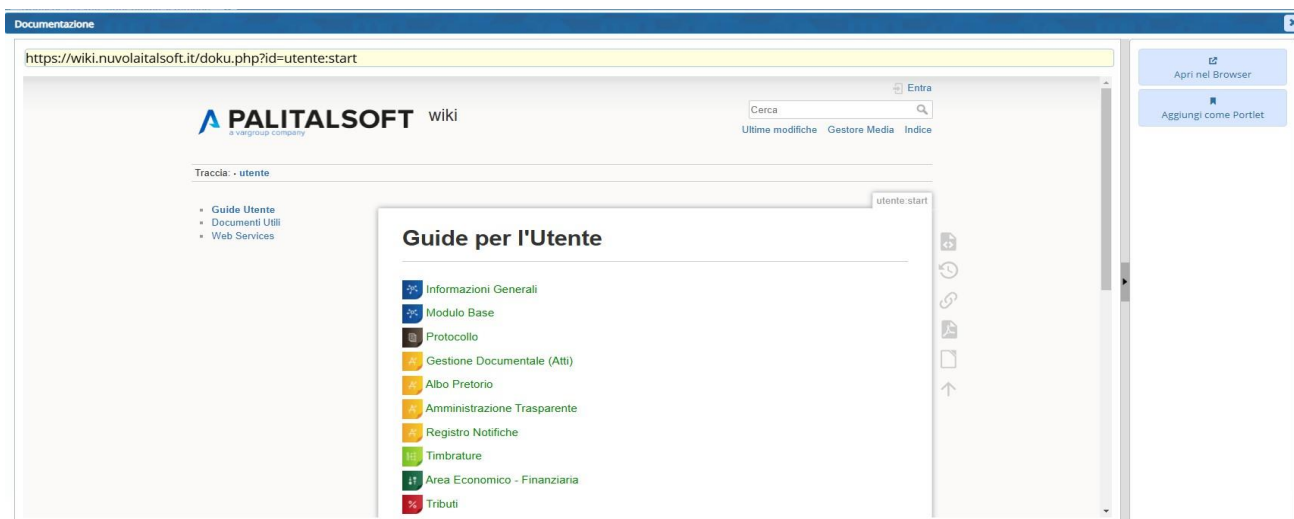 Documentazione
https://wiki.nuvolaitalsoft.it/doku.php?id=utente:start
Apri nel Browser
Aggiungi come Portlet
Entra
PALITALSOFT wiki
a vargroup company
Cerca
Ultime modifiche Gestore Media Indice
Traccia: • utente
utente:start
Guide Utente
Documenti Utili
Web Services
Guide per l'Utente
Informazioni Generali
Modulo Base
Protocollo
Gestione Documentale (Atti)
Albo Pretorio
Amministrazione Trasparente
Registro Notifiche
Timbrature
Area Economico - Finanziaria
Tributi